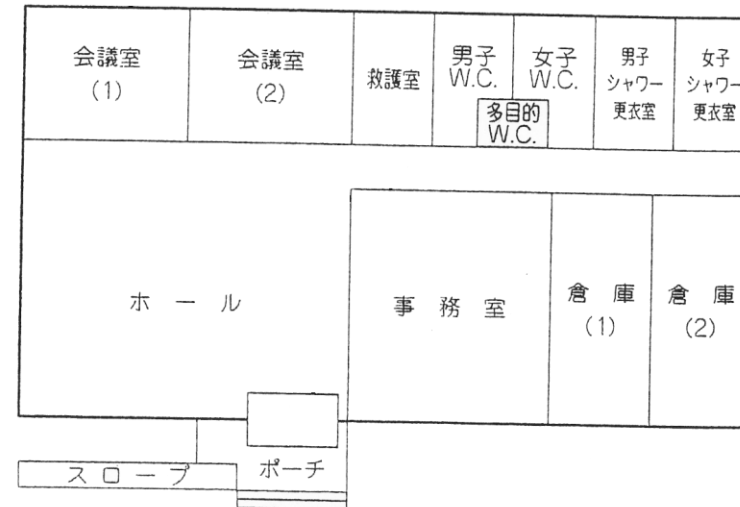 会議室
(1)
会議室
(2)
救護室
男子
W.C.
女子
W.C.
多目的
W.C.
男子
シャワー
更衣室
女子
シャワー
更衣室
ホール
事務室
倉庫
(1)
倉庫
(2)
スロープ
ポーチ